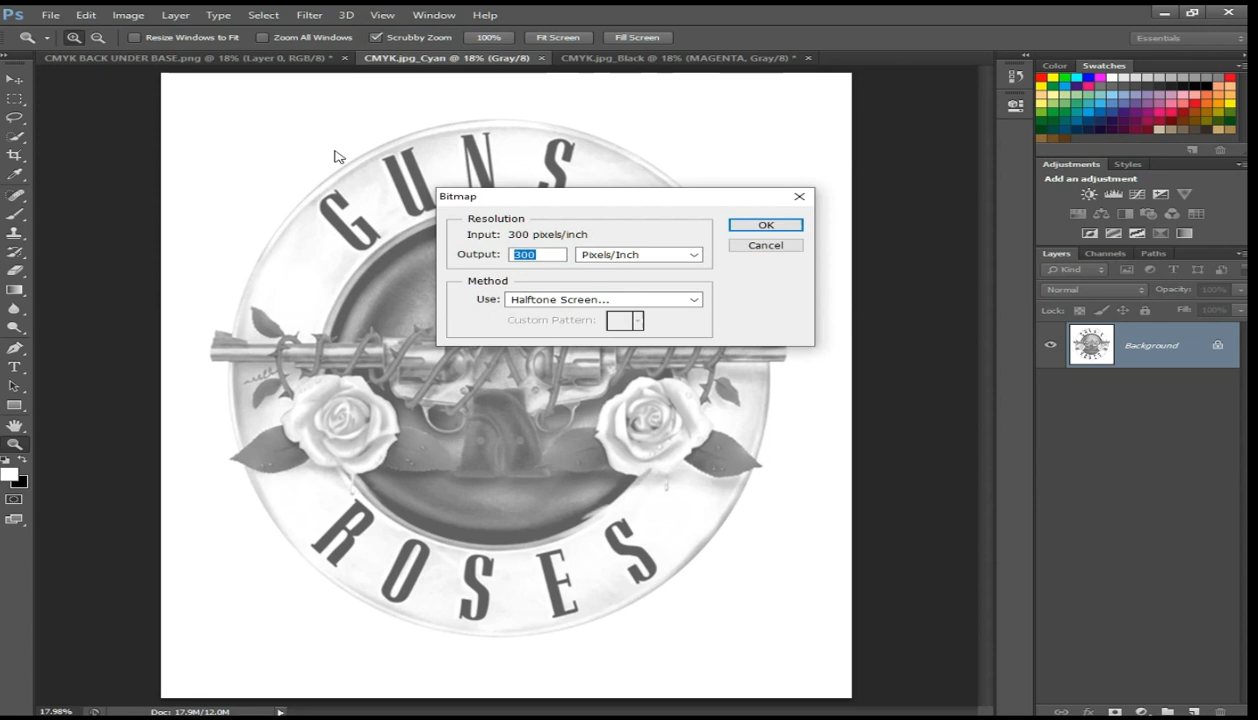 Ps File Edit Image Layer Type Select Filter 3D View Window Help
Resize Windows to Fit Zoom All Windows Scrubby Zoom 100% Fit Screen Fill Screen Essentials
CMYK BACK UNDER BASE.png @ 18% (Layer 0, RGB/8) * × CMYK.jpg_Cyan @ 18% (Gray/8) × CMYK.jpg_Black @ 18% (MAGENTA, Gray/8) * ×
Color Swatches
GUNS
Bitmap
Resolution
Input: 300 pixels/inch
Output: 300 Pixels/Inch
OK
Cancel
Method
Use: Halftone Screen...
Custom Pattern:
ROSES
Adjustments Styles
Add an adjustment
Layers Channels Paths
Kind
Normal Opacity: 100%
Lock: Fill: 100%
Background
17.98% Doc: 17.9M/12.0M